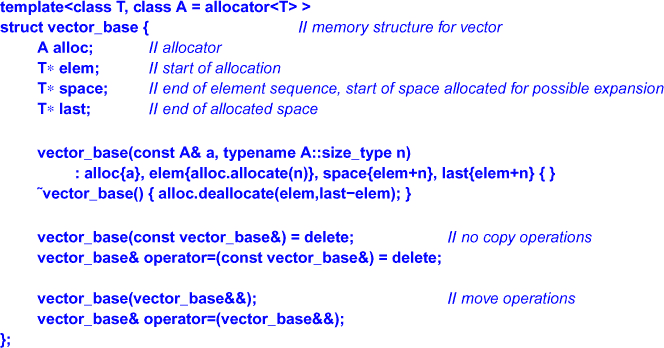 template<class T, class A = allocator<T> >
struct vector_base { // memory structure for vector
A alloc; // allocator
T∗ elem; // start of allocation
T∗ space; // end of element sequence, start of space allocated for possible expansion
T∗ last; // end of allocated space
vector_base(const A& a, typename A::size_type n)
: alloc{a}, elem{alloc.allocate(n)}, space{elem+n}, last{elem+n} { }
˜vector_base() { alloc.deallocate(elem,last−elem); }
vector_base(const vector_base&) = delete; // no copy operations
vector_base& operator=(const vector_base&) = delete;
vector_base(vector_base&&); // move operations
vector_base& operator=(vector_base&&);
};